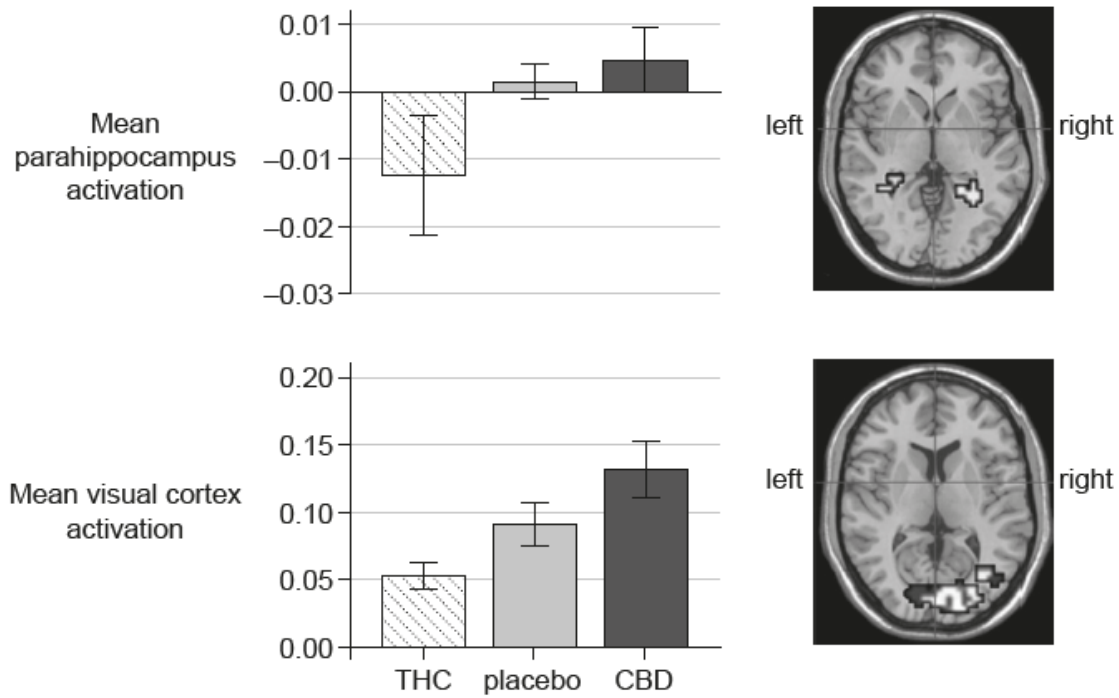 0.01
0.00
–0.01
–0.02
–0.03
Mean
parahippocampus
activation
left
right
0.20
0.15
0.10
0.05
0.00
Mean visual cortex
activation
THC placebo CBD
left
right